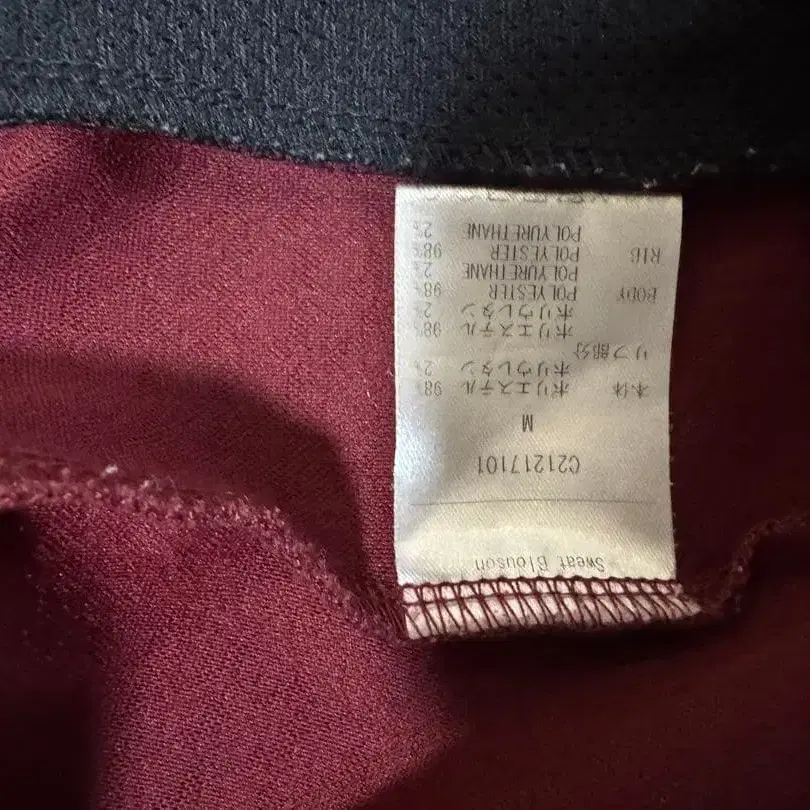 Sweat Blouson
C21217101
M
本体 ポリエステル 98%
ポリウレタン 2%
リブ部分
ポリエステル 98%
ポリウレタン 2%
BODY POLYESTER 98%
POLYURETHANE 2%
RIB POLYESTER 98%
POLYURETHANE 2%